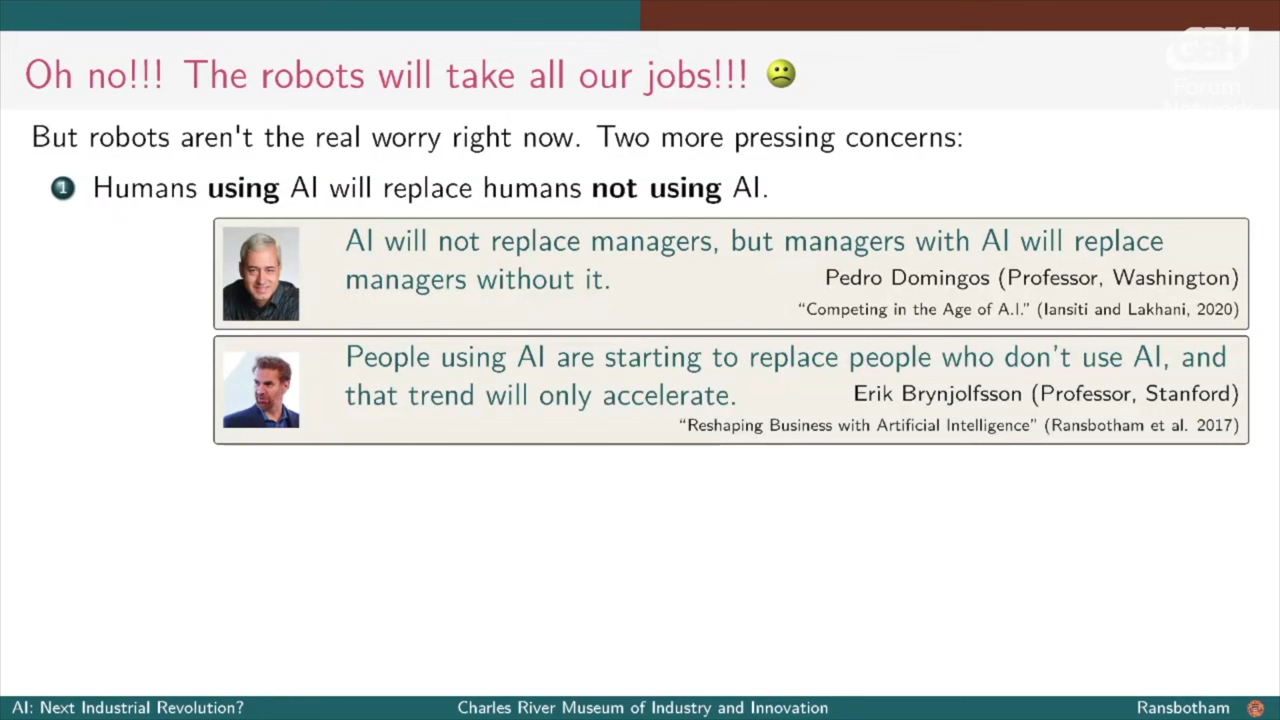 GBH
Forum
Network
Oh no!!! The robots will take all our jobs!!!
But robots aren't the real worry right now. Two more pressing concerns:
1 Humans using AI will replace humans not using AI.
AI will not replace managers, but managers with AI will replace
managers without it. Pedro Domingos (Professor, Washington)
“Competing in the Age of A.I.” (Iansiti and Lakhani, 2020)
People using AI are starting to replace people who don’t use AI, and
that trend will only accelerate. Erik Brynjolfsson (Professor, Stanford)
“Reshaping Business with Artificial Intelligence” (Ransbotham et al. 2017)
AI: Next Industrial Revolution? Charles River Museum of Industry and Innovation Ransbotham